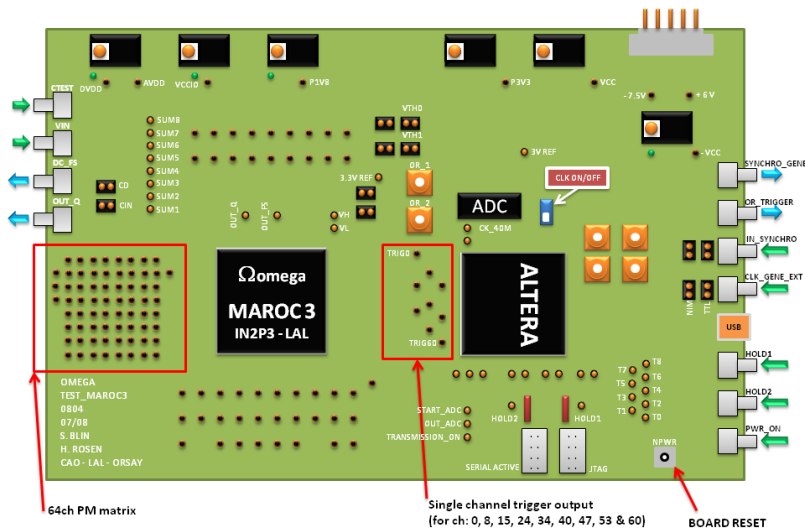 DVDD
AVDD
VCCI0
P1V8
P3V3
VCC
-7.5V
+6V
CTEST
VIN
DC_FS
OUT_Q
SUM8
SUM7
SUM6
SUM5
SUM4
SUM3
SUM2
SUM1
CD
CIN
VTH0
VTH1
3.3V REF
OR_1
OR_2
3V REF
CLK ON/OFF
-VCC
SYNCHRO_GENE
OR_TRIGGER
IN_SYNCHRO
CLK_GENE_EXT
OUT_Q
OUT_FS
VH
VL
ADC
CK_40M
NIM
TTL
TRIG0
TRIG60
Ωomega
MAROC3
IN2P3 - LAL
ALTERA
USB
HOLD1
HOLD2
PWR_ON
T8
T7
T6
T5
T4
T3
T2
T1
T0
OMEGA
TEST_MAROC3
0804
07/08
S. BLIN
H. ROSEN
CAO - LAL - ORSAY
START_ADC
OUT_ADC
TRANSMISSION_ON
HOLD2
HOLD1
SERIAL ACTIVE
JTAG
NPWR
64ch PM matrix
Single channel trigger output
(for ch: 0, 8, 15, 24, 34, 40, 47, 53 & 60)
BOARD RESET